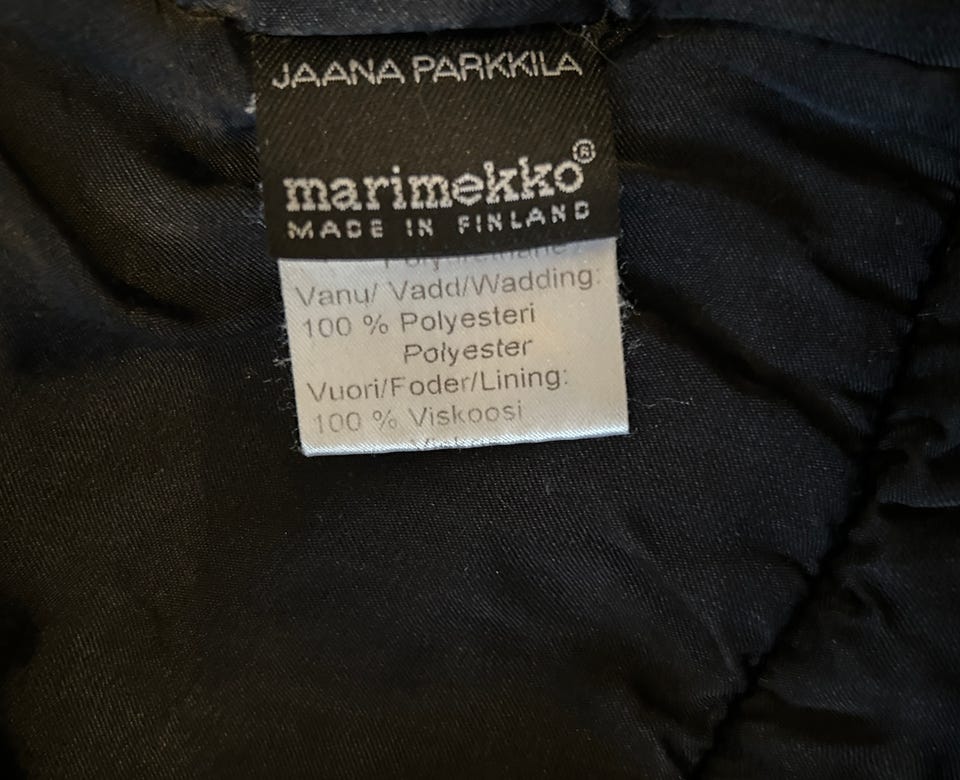 JAANA PARKKILA
marimekko®
MADE IN FINLAND
Vanu/ Vadd/Wadding:
100 % Polyesteri
Polyester
Vuori/Foder/Lining:
100 % Viskoosi